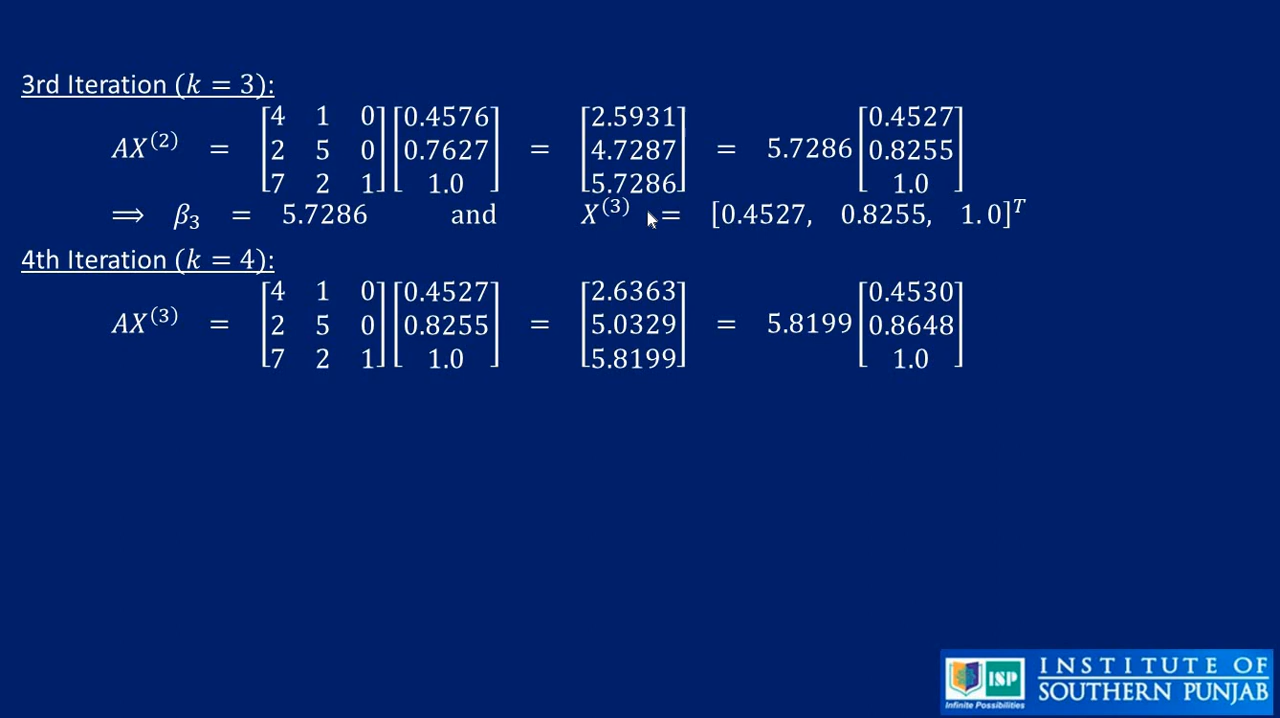 3rd Iteration (k = 3):
AX^(2) = [4 1 0; 2 5 0; 7 2 1] [0.4576; 0.7627; 1.0] = [2.5931; 4.7287; 5.7286] = 5.7286 [0.4527; 0.8255; 1.0]
⟹ β₃ = 5.7286 and X^(3) = [0.4527, 0.8255, 1.0]^T
4th Iteration (k = 4):
AX^(3) = [4 1 0; 2 5 0; 7 2 1] [0.4527; 0.8255; 1.0] = [2.6363; 5.0329; 5.8199] = 5.8199 [0.4530; 0.8648; 1.0]
ISP
Infinite Possibilities
INSTITUTE OF
SOUTHERN PUNJAB